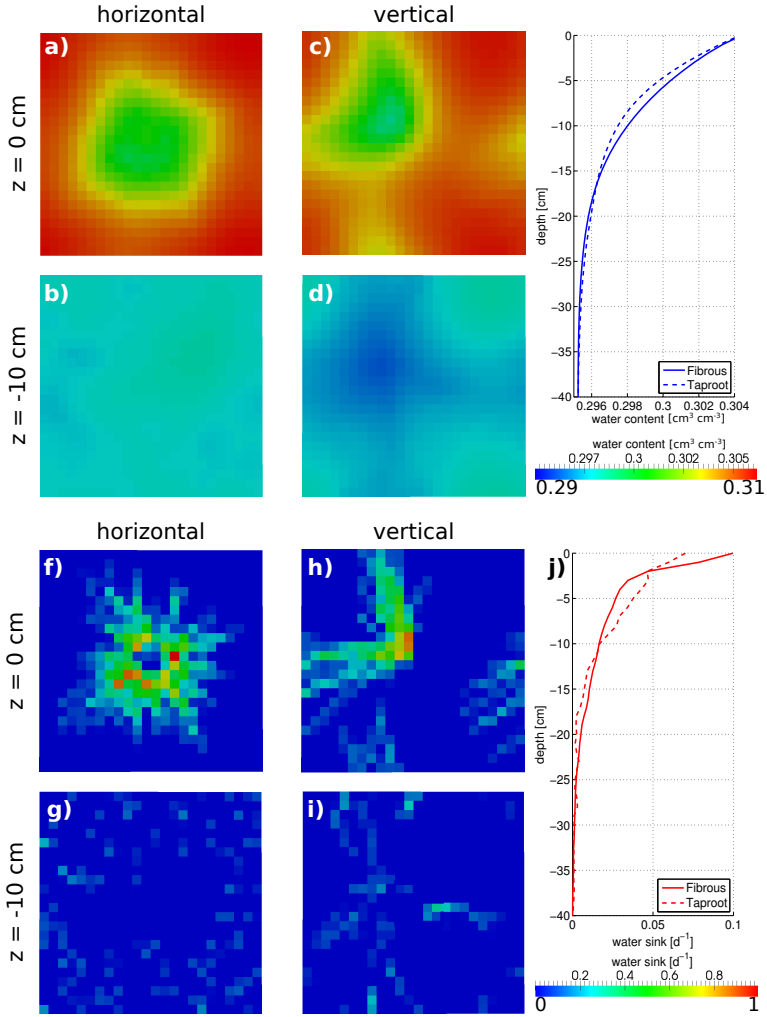 horizontal
vertical
z = 0 cm
a)
c)
0
−5
−10
−15
−20
−25
−30
−35
−40
depth [cm]
Fibrous
Taproot
0.296 0.298 0.3 0.302 0.304
water content [cm³ cm⁻³]
z = -10 cm
b)
d)
water content [cm³ cm⁻³]
0.297 0.3 0.302 0.305
0.29 0.31
horizontal
vertical
z = 0 cm
f)
h)
j)
0
−5
−10
−15
−20
−25
−30
−35
−40
depth [cm]
Fibrous
Taproot
0 0.05 0.1
water sink [d⁻¹]
z = -10 cm
g)
i)
water sink [d⁻¹]
0.2 0.4 0.6 0.8
0 1